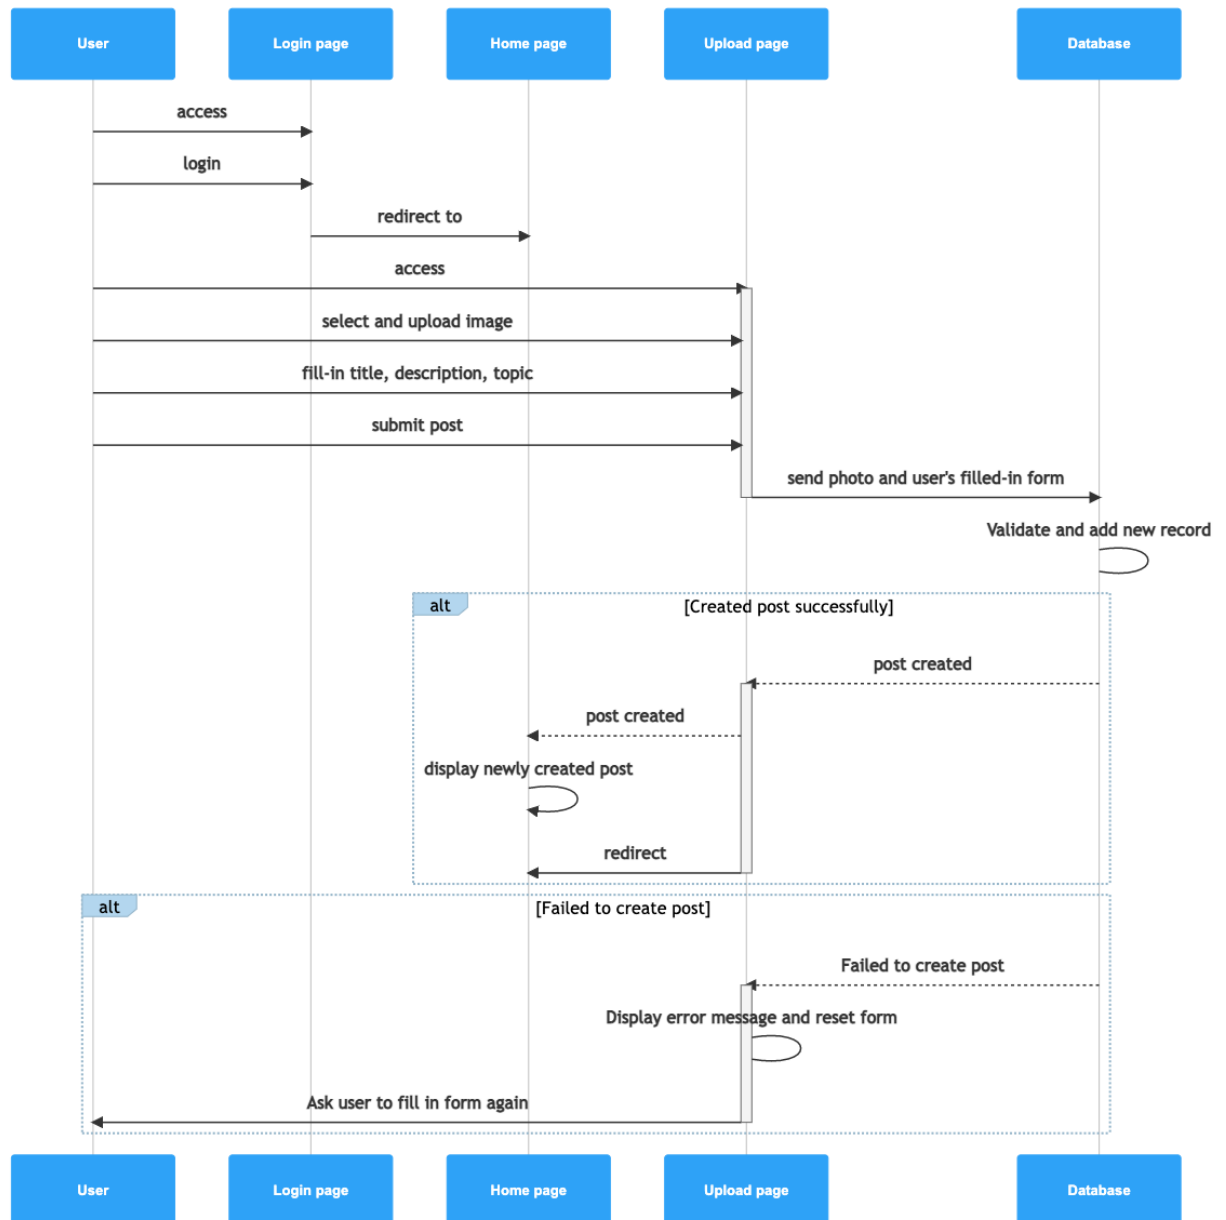 User
Login page
Home page
Upload page
Database
access
login
redirect to
access
select and upload image
fill-in title, description, topic
submit post
send photo and user's filled-in form
Validate and add new record
alt
[Created post successfully]
post created
post created
display newly created post
redirect
alt
[Failed to create post]
Failed to create post
Display error message and reset form
Ask user to fill in form again
User
Login page
Home page
Upload page
Database